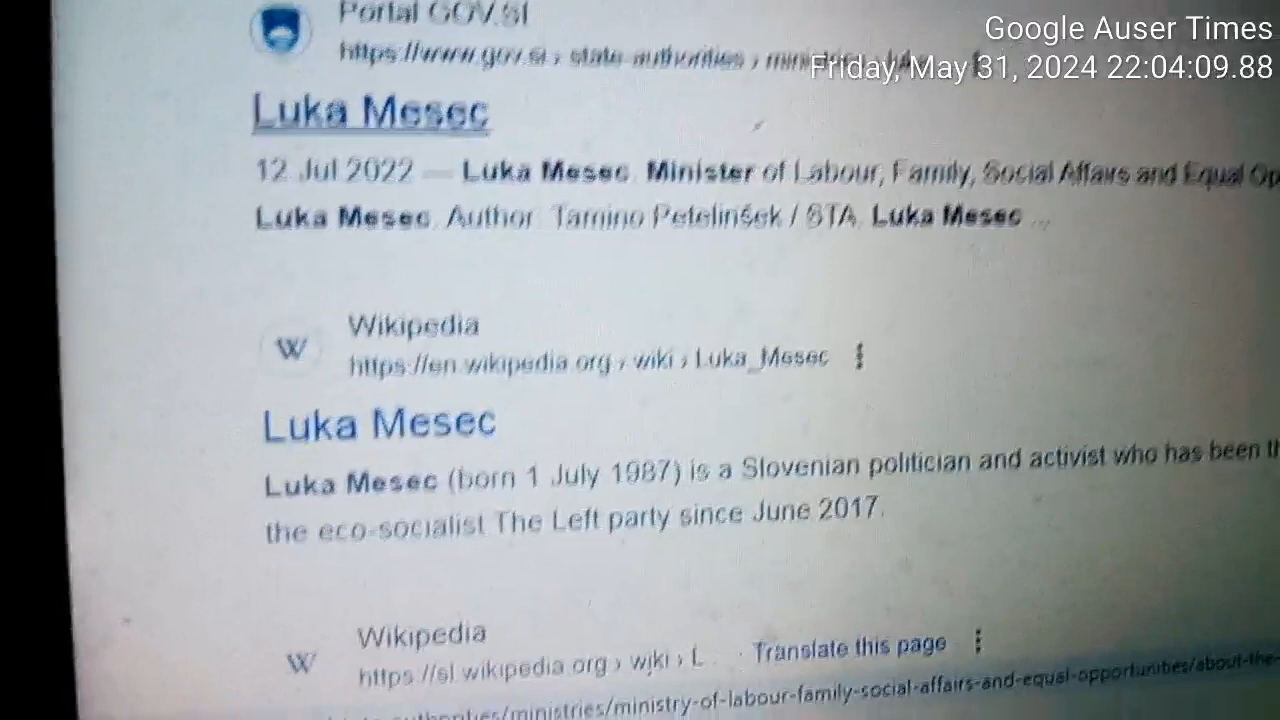 Portal GOV.SI
Google Auser Times
https://www.gov.si › state-authorities ›
Friday, May 31, 2024 22:04:09.88
Luka Mesec
12 Jul 2022 — Luka Mesec. Minister of Labour, Family, Social Affairs and Equal Op
Luka Mesec. Author: Tamino Petelinšek / STA. Luka Mesec ...
W
Wikipedia
https://en.wikipedia.org › wiki › Luka_Mesec
Luka Mesec
Luka Mesec (born 1 July 1987) is a Slovenian politician and activist who has been th
the eco-socialist The Left party since June 2017.
W
Wikipedia
https://sl.wikipedia.org › wiki › L... · Translate this page
authorities/ministries/ministry-of-labour-family-social-affairs-and-equal-opportunities/about-the-